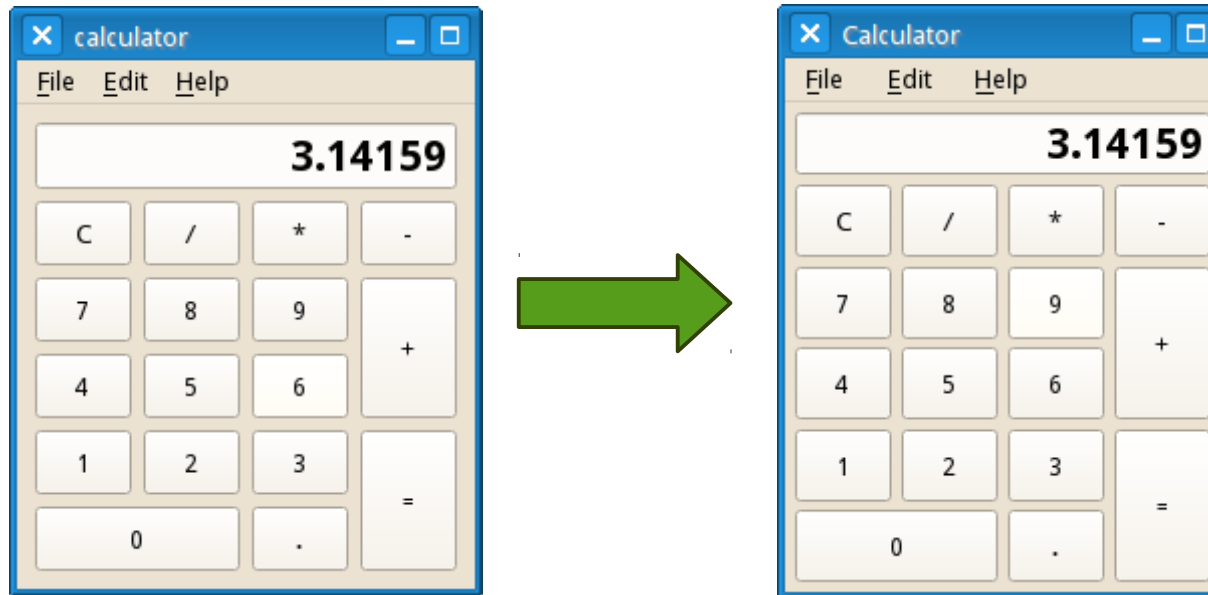 calculator
File Edit Help
3.14159
C / * -
7 8 9
+
4 5 6
1 2 3
=
0 .
Calculator
File Edit Help
3.14159
C / * -
7 8 9
+
4 5 6
1 2 3
=
0 .